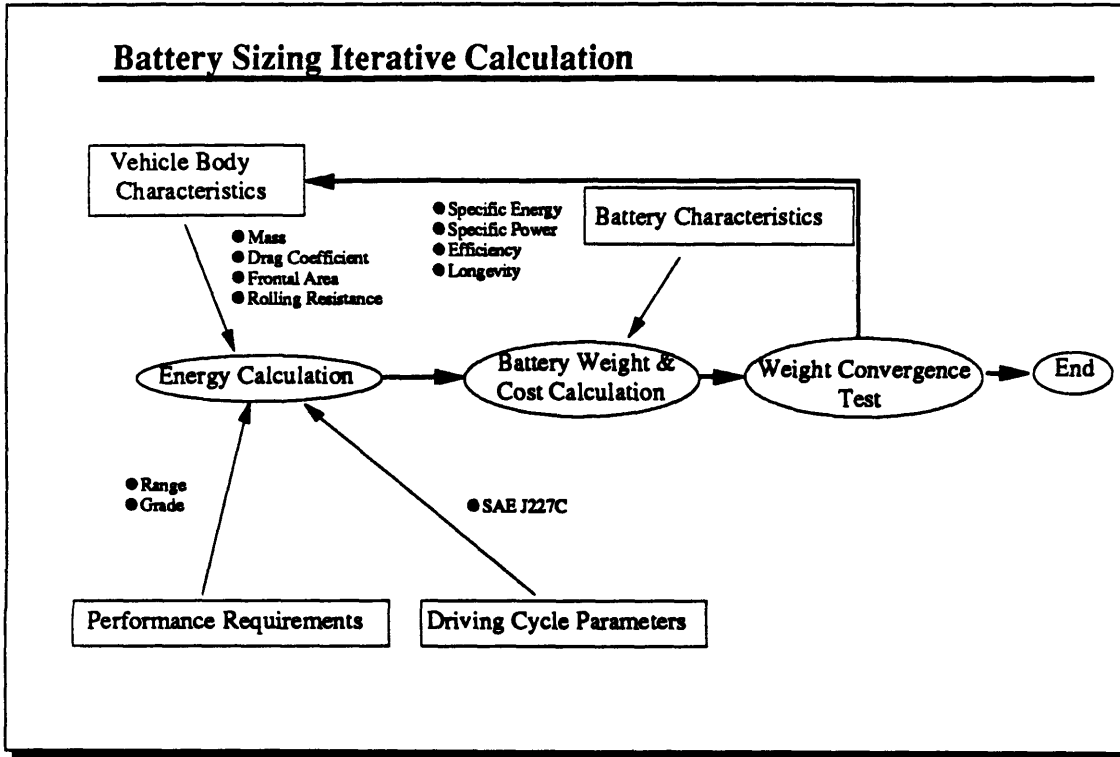 Battery Sizing Iterative Calculation
Vehicle Body
Characteristics
● Specific Energy
● Specific Power
● Efficiency
● Longevity
Battery Characteristics
● Mass
● Drag Coefficient
● Frontal Area
● Rolling Resistance
Energy Calculation
Battery Weight &
Cost Calculation
Weight Convergence
Test
End
● Range
● Grade
● SAE J227C
Performance Requirements
Driving Cycle Parameters